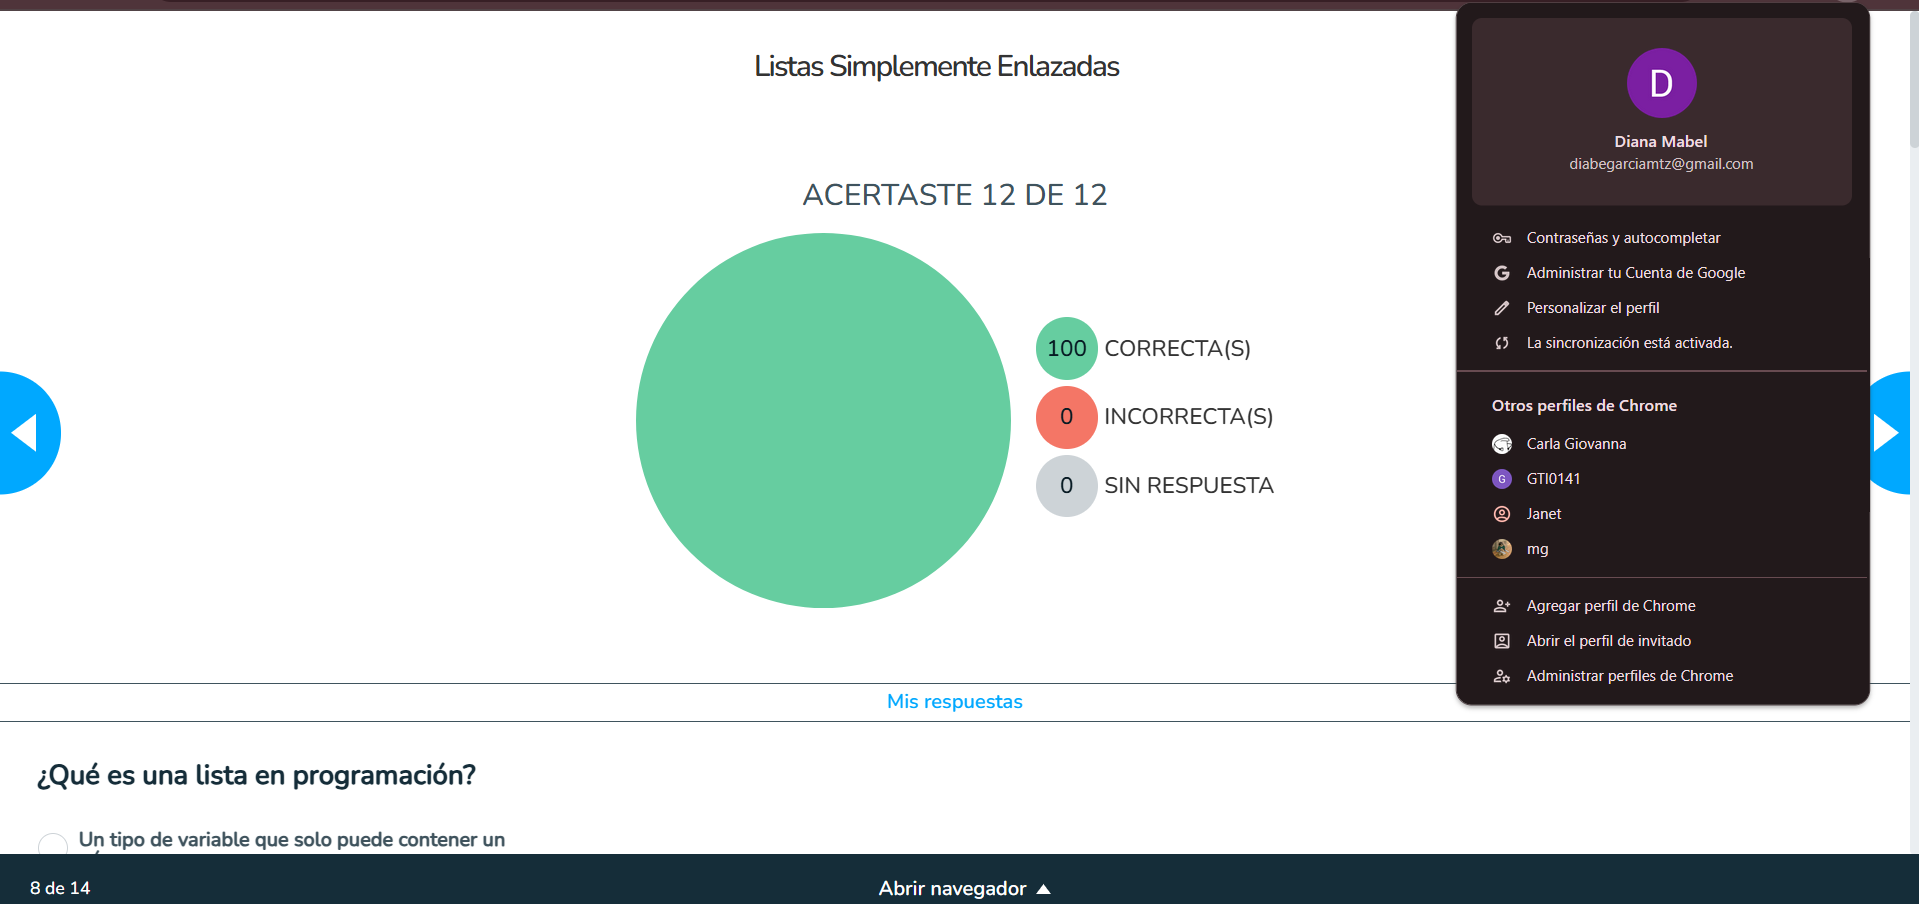 Listas Simplemente Enlazadas
ACERTASTE 12 DE 12
100 CORRECTA(S)
0 INCORRECTA(S)
0 SIN RESPUESTA
Mis respuestas
¿Qué es una lista en programación?
Un tipo de variable que solo puede contener un
8 de 14
Abrir navegador
D
Diana Mabel
diabegarciamtz@gmail.com
Contraseñas y autocompletar
G Administrar tu Cuenta de Google
Personalizar el perfil
La sincronización está activada.
Otros perfiles de Chrome
Carla Giovanna
G GTI0141
Janet
mg
Agregar perfil de Chrome
Abrir el perfil de invitado
Administrar perfiles de Chrome